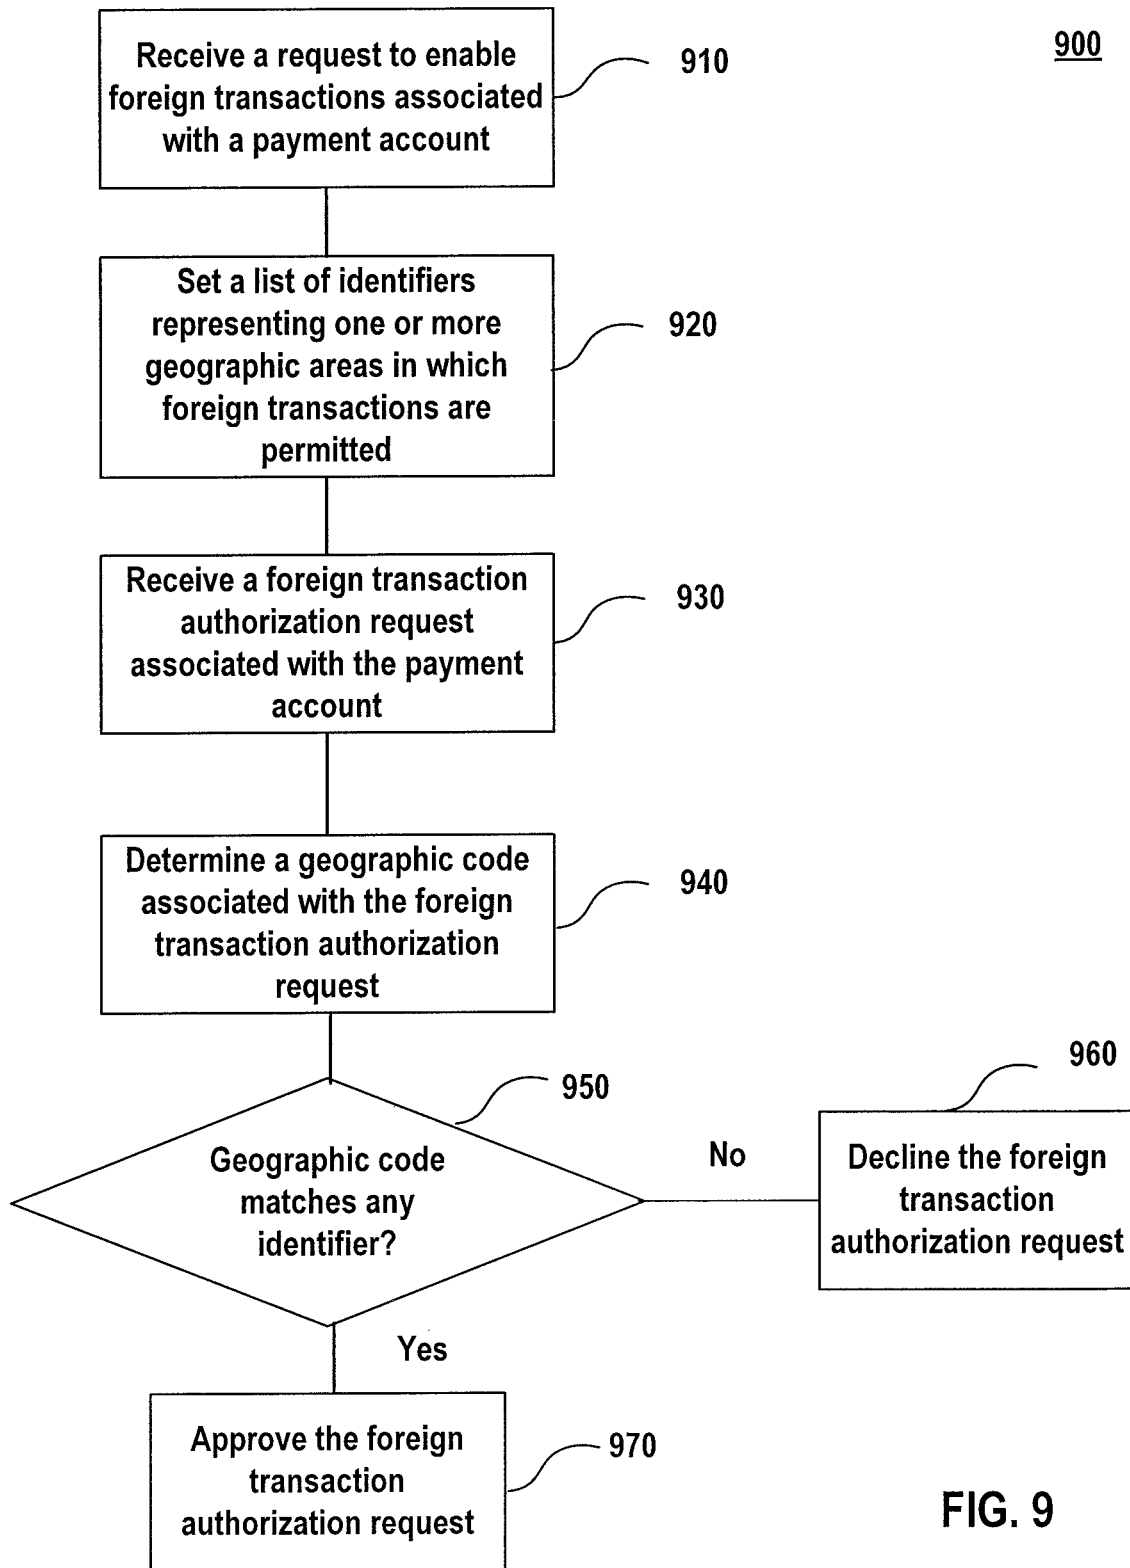 Receive a request to enable
foreign transactions associated
with a payment account
910
900
Set a list of identifiers
representing one or more
geographic areas in which
foreign transactions are
permitted
920
Receive a foreign transaction
authorization request
associated with the payment
account
930
Determine a geographic code
associated with the foreign
transaction authorization
request
940
Geographic code
matches any
identifier?
950
No
Decline the foreign
transaction
authorization request
960
Yes
Approve the foreign
transaction
authorization request
970
FIG. 9